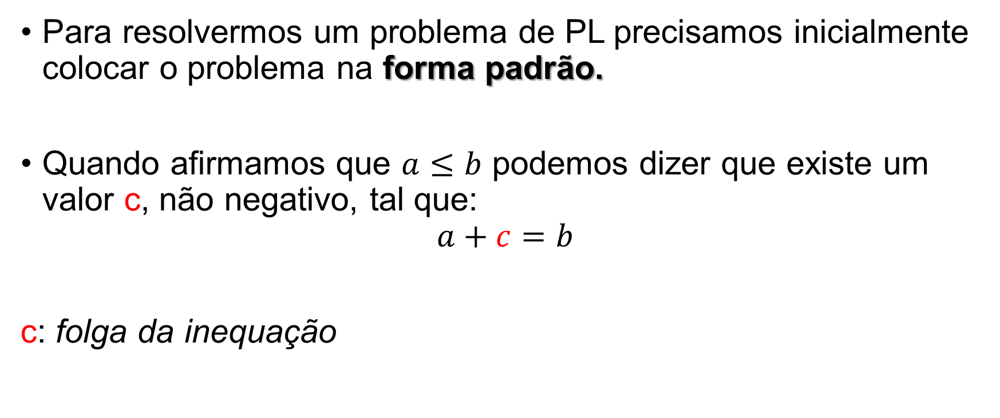 • Para resolvermos um problema de PL precisamos inicialmente
colocar o problema na forma padrão.
• Quando afirmamos que a ≤ b podemos dizer que existe um
valor c, não negativo, tal que:
a + c = b
c: folga da inequação